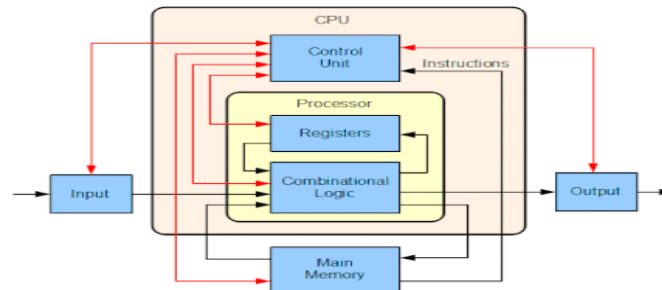 CPU
Control
Unit
Instructions
Processor
Registers
Input
Combinational
Logic
Output
Main
Memory